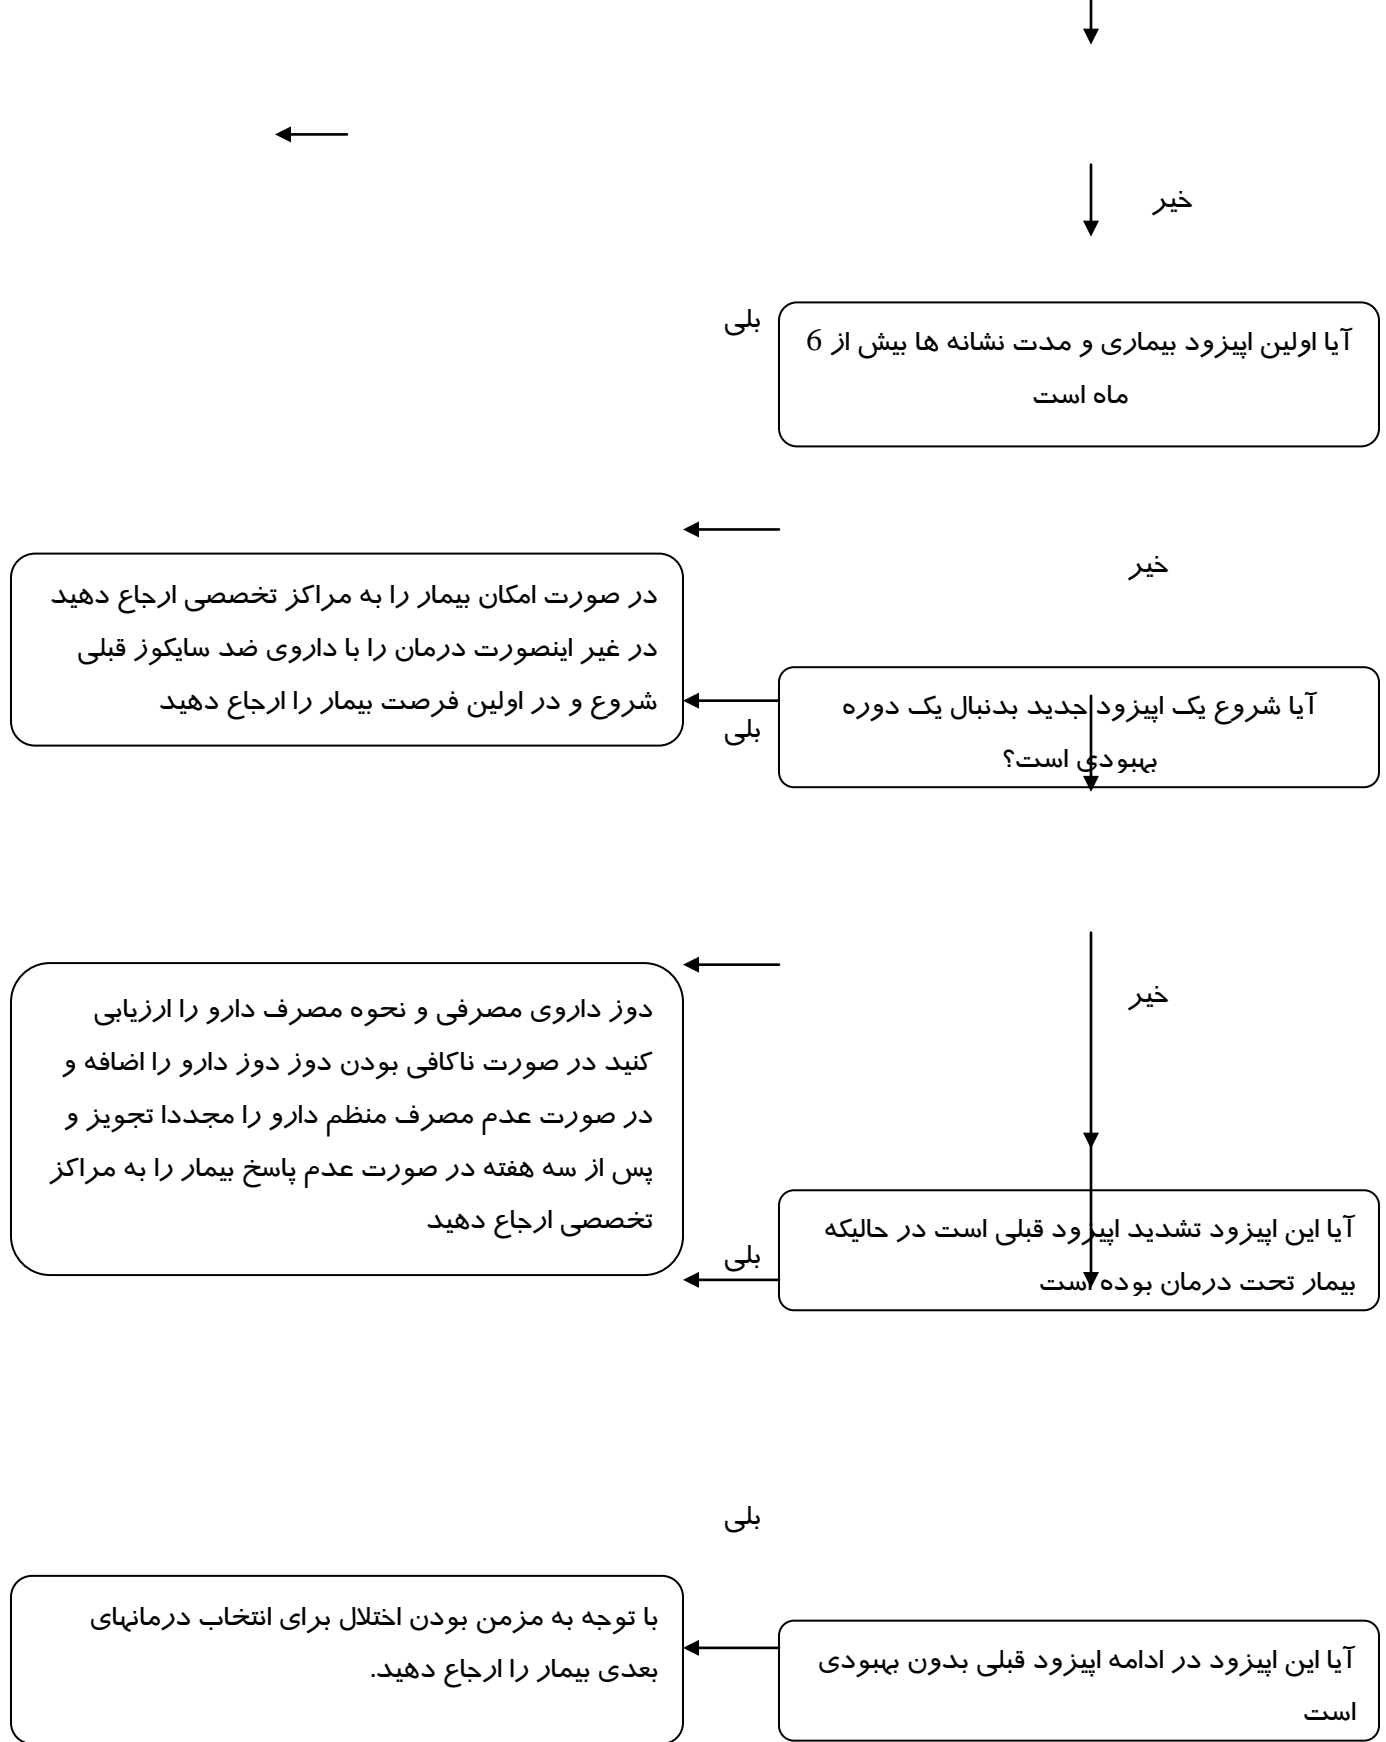 خیر
بلی
آیا اولین اپیزود بیماری و مدت نشانه ها بیش از 6
ماه است
خیر
در صورت امکان بیمار را به مراکز تخصصی ارجاع دهید
در غیر اینصورت درمان را با داروی ضد سایکوز قبلی
شروع و در اولین فرصت بیمار را ارجاع دهید
آیا شروع یک اپیزود جدید بدنبال یک دوره
بهبودی است؟
بلی
خیر
دوز داروی مصرفی و نحوه مصرف دارو را ارزیابی
کنید در صورت ناکافی بودن دوز دوز دارو را اضافه و
در صورت عدم مصرف منظم دارو را مجددا تجویز و
پس از سه هفته در صورت عدم پاسخ بیمار را به مراکز
تخصصی ارجاع دهید
آیا این اپیزود تشدید اپیزود قبلی است در حالیکه
بیمار تحت درمان بوده است
بلی
بلی
با توجه به مزمن بودن اختلال برای انتخاب درمانهای
بعدی بیمار را ارجاع دهید.
آیا این اپیزود در ادامه اپیزود قبلی بدون بهبودی
است